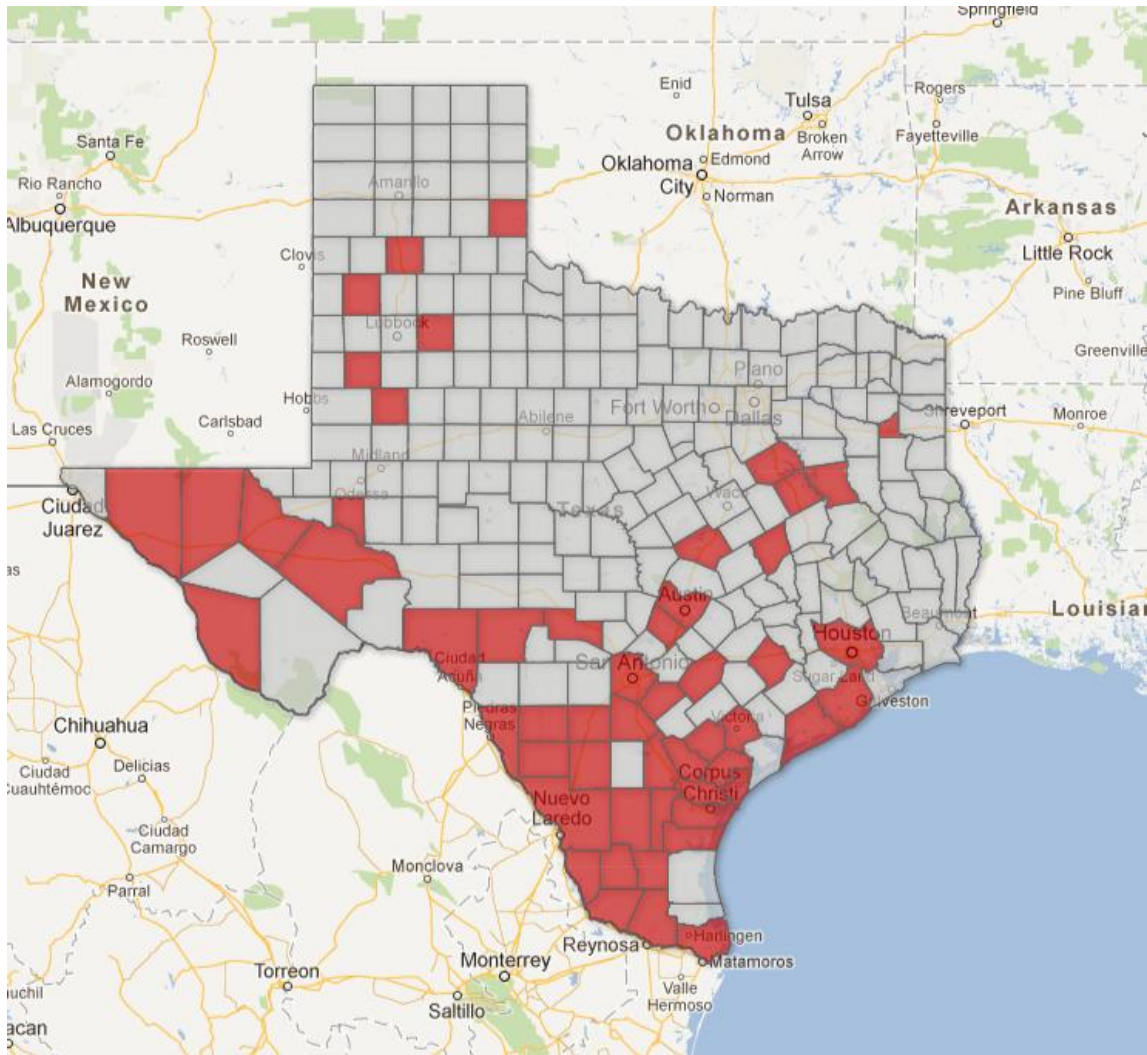 Springfield
Enid
Tulsa
Rogers
Broken
Arrow
Fayetteville
Oklahoma
Edmond
Oklahoma
City
Norman
Santa Fe
Rio Rancho
Albuquerque
Amarillo
Arkansas
Little Rock
Pine Bluff
Clovis
New
Mexico
Lubbock
Roswell
Greenville
Alamogordo
Plano
Hobbs
Abilene
Fort Worth
Dallas
Shreveport
Monroe
Carlsbad
Las Cruces
Midland
Odessa
Waco
Texas
Ciudad
Juarez
Austin
Beaumont
Louisian
Houston
San Antonio
Sugar Land
Galveston
Ciudad
Acuña
Piedras
Negras
Victoria
Chihuahua
Delicias
Ciudad
Cuauhtémoc
Corpus
Christi
Nuevo
Laredo
Ciudad
Camargo
Monclova
Parral
Harlingen
Reynosa
Matamoros
Monterrey
Torreon
Valle
Hermoso
Saltillo
uchil
acan